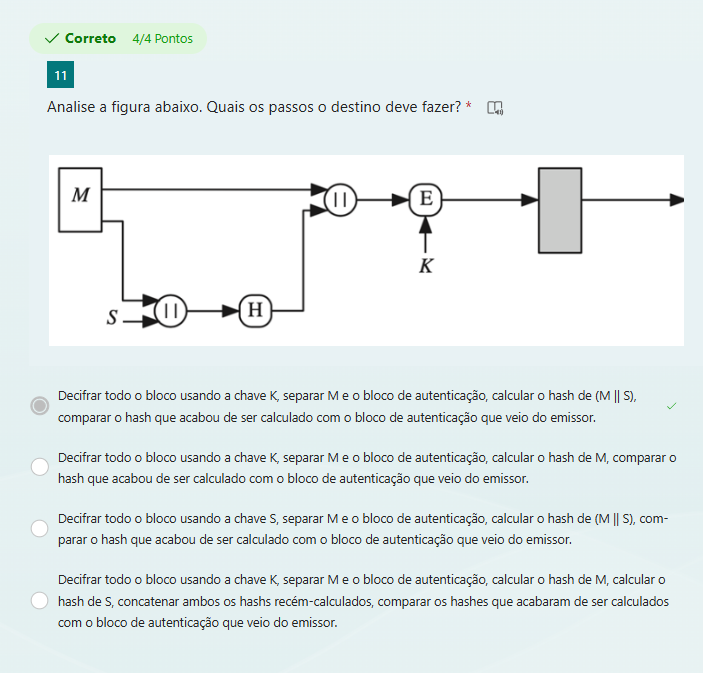 Correto 4/4 Pontos
11
Analise a figura abaixo. Quais os passos o destino deve fazer? *
M
||
E
K
S
||
H
Decifrar todo o bloco usando a chave K, separar M e o bloco de autenticação, calcular o hash de (M || S),
comparar o hash que acabou de ser calculado com o bloco de autenticação que veio do emissor.
Decifrar todo o bloco usando a chave K, separar M e o bloco de autenticação, calcular o hash de M, comparar o
hash que acabou de ser calculado com o bloco de autenticação que veio do emissor.
Decifrar todo o bloco usando a chave S, separar M e o bloco de autenticação, calcular o hash de (M || S), com-
parar o hash que acabou de ser calculado com o bloco de autenticação que veio do emissor.
Decifrar todo o bloco usando a chave K, separar M e o bloco de autenticação, calcular o hash de M, calcular o
hash de S, concatenar ambos os hashs recém-calculados, comparar os hashes que acabaram de ser calculados
com o bloco de autenticação que veio do emissor.